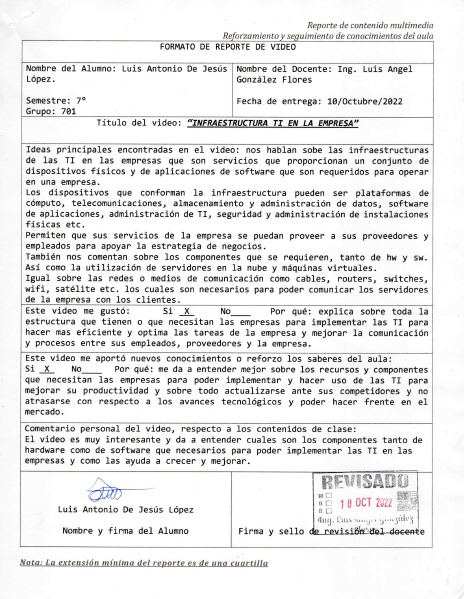 Reporte de contenido multimedia
Reforzamiento y seguimiento de conocimientos del aula
FORMATO DE REPORTE DE VIDEO
Nombre del Alumno: Luis Antonio De Jesús
López.
Semestre: 7°
Grupo: 701
Nombre del Docente: Ing. Luis Angel
González Flores
Fecha de entrega: 10/Octubre/2022
Título del video: "INFRAESTRUCTURA TI EN LA EMPRESA"
Ideas principales encontradas en el video: nos hablan sobe las infraestructuras
de las TI en las empresas que son servicios que proporcionan un conjunto de
dispositivos físicos y de aplicaciones de software que son requeridos para operar
en una empresa.
Los dispositivos que conforman la infraestructura pueden ser plataformas de
cómputo, telecomunicaciones, almacenamiento y administración de datos, software
de aplicaciones, administración de TI, seguridad y administración de instalaciones
físicas etc.
Permiten que sus servicios de la empresa se puedan proveer a sus proveedores y
empleados para apoyar la estrategia de negocios.
También nos comentan sobre los componentes que se requieren, tanto de hw y sw.
Así como la utilización de servidores en la nube y máquinas virtuales.
Igual sobre las redes o medios de comunicación como cables, routers, switches,
wifi, satélite etc. los cuales son necesarios para poder comunicar los servidores
de la empresa con los clientes.
Este video me gustó: Si _X_ No___ Por qué: explica sobre toda la
estructura que tienen o que necesitan las empresas para implementar las TI para
hacer mas eficiente y optim las tareas de la empresa y mejorar la comunicación
y procesos entre sus empleados, proveedores y la empresa.
Este video me aportó nuevos conocimientos o reforzo los saberes del aula:
Si _X_ No___ Por qué: me da a entender mejor sobre los recursos y componentes
que necesitan las empresas para poder implementar y hacer uso de las TI para
mejorar su productividad y sobre todo actualizarse ante sus competidores y no
atrasarse con respecto a los avances tecnológicos y poder hacer frente en el
mercado.
Comentario personal del video, respecto a los contenidos de clase:
El video es muy interesante y da a entender cuales son los componentes tanto de
hardware como de software que necesarios para poder implementar las TI en las
empresas y como las ayuda a crecer y mejorar.
REVISADO
10 OCT 2022
Ing. Luis Angel González
Luis Antonio De Jesús López
Nombre y firma del Alumno
Firma y sello de revisión del docente
Nota: La extensión mínima del reporte es de una cuartilla